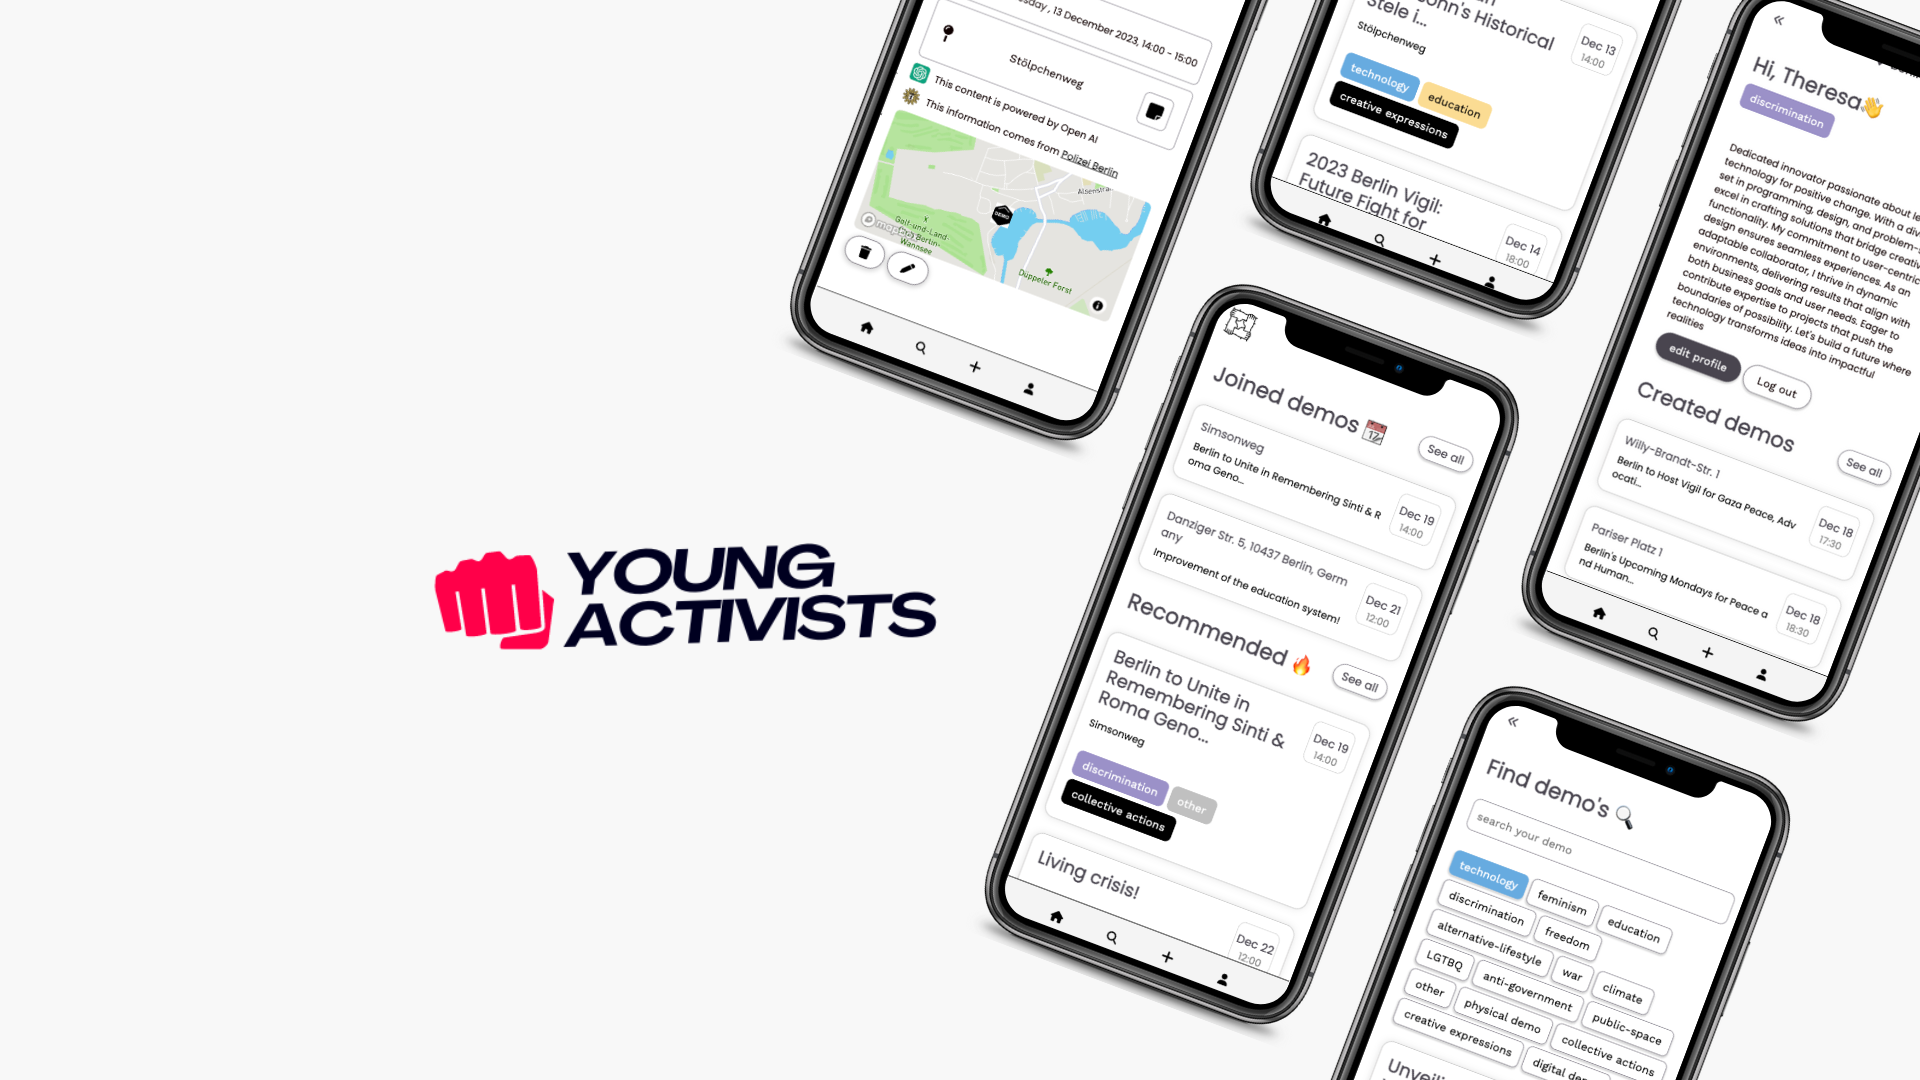 YOUNG
ACTIVISTS
13 December 2023, 14:00 - 15:00
Stölpchenweg
This content is powered by Open AI
This information comes from Polizei Berlin
Golf-und-Land-
Berlin-
Wannsee
Düppeler Forst
DEMO
Historical
Stele i...
Stölpchenweg
Dec 13
14:00
technology
education
creative expressions
2023 Berlin Vigil:
Future Fight for
Dec 14
18:00
Hi, Theresa👋
discrimination
Dedicated innovator passionate about
technology for positive change. With a
set in programming, design, and problem-
excel in crafting solutions that bridge
functionality. My commitment to user-centric
design ensures seamless experiences. As an
adaptable collaborator, I thrive in dynamic
environments, delivering results that align with
both business goals and user needs. Eager to
contribute expertise to projects that push the
boundaries of possibility. Let's build a future where
technology transforms ideas into impactful
realities
edit profile
Log out
Created demos
See all
Willy-Brandt-Str. 1
Berlin to Host Vigil for Gaza Peace, Adv
ocati...
Dec 18
17:30
Pariser Platz 1
Berlin's Upcoming Mondays for Peace a
nd Human...
Dec 18
18:30
Joined demos 📆
See all
Simsonweg
Berlin to Unite in Remembering Sinti & R
oma Geno...
Dec 19
14:00
Danziger Str. 5, 10437 Berlin, Germ
any
Improvement of the education system!
Dec 21
12:00
Recommended 🔥
See all
Berlin to Unite in
Remembering Sinti &
Roma Geno...
Simsonweg
Dec 19
14:00
discrimination
other
collective actions
Living crisis!
Dec 22
12:00
Find demo's 🔍
search your demo
technology
feminism
education
discrimination
freedom
alternative-lifestyle
war
climate
LGTBQ
anti-government
public-space
other
physical demo
collective actions
creative expressions
digital